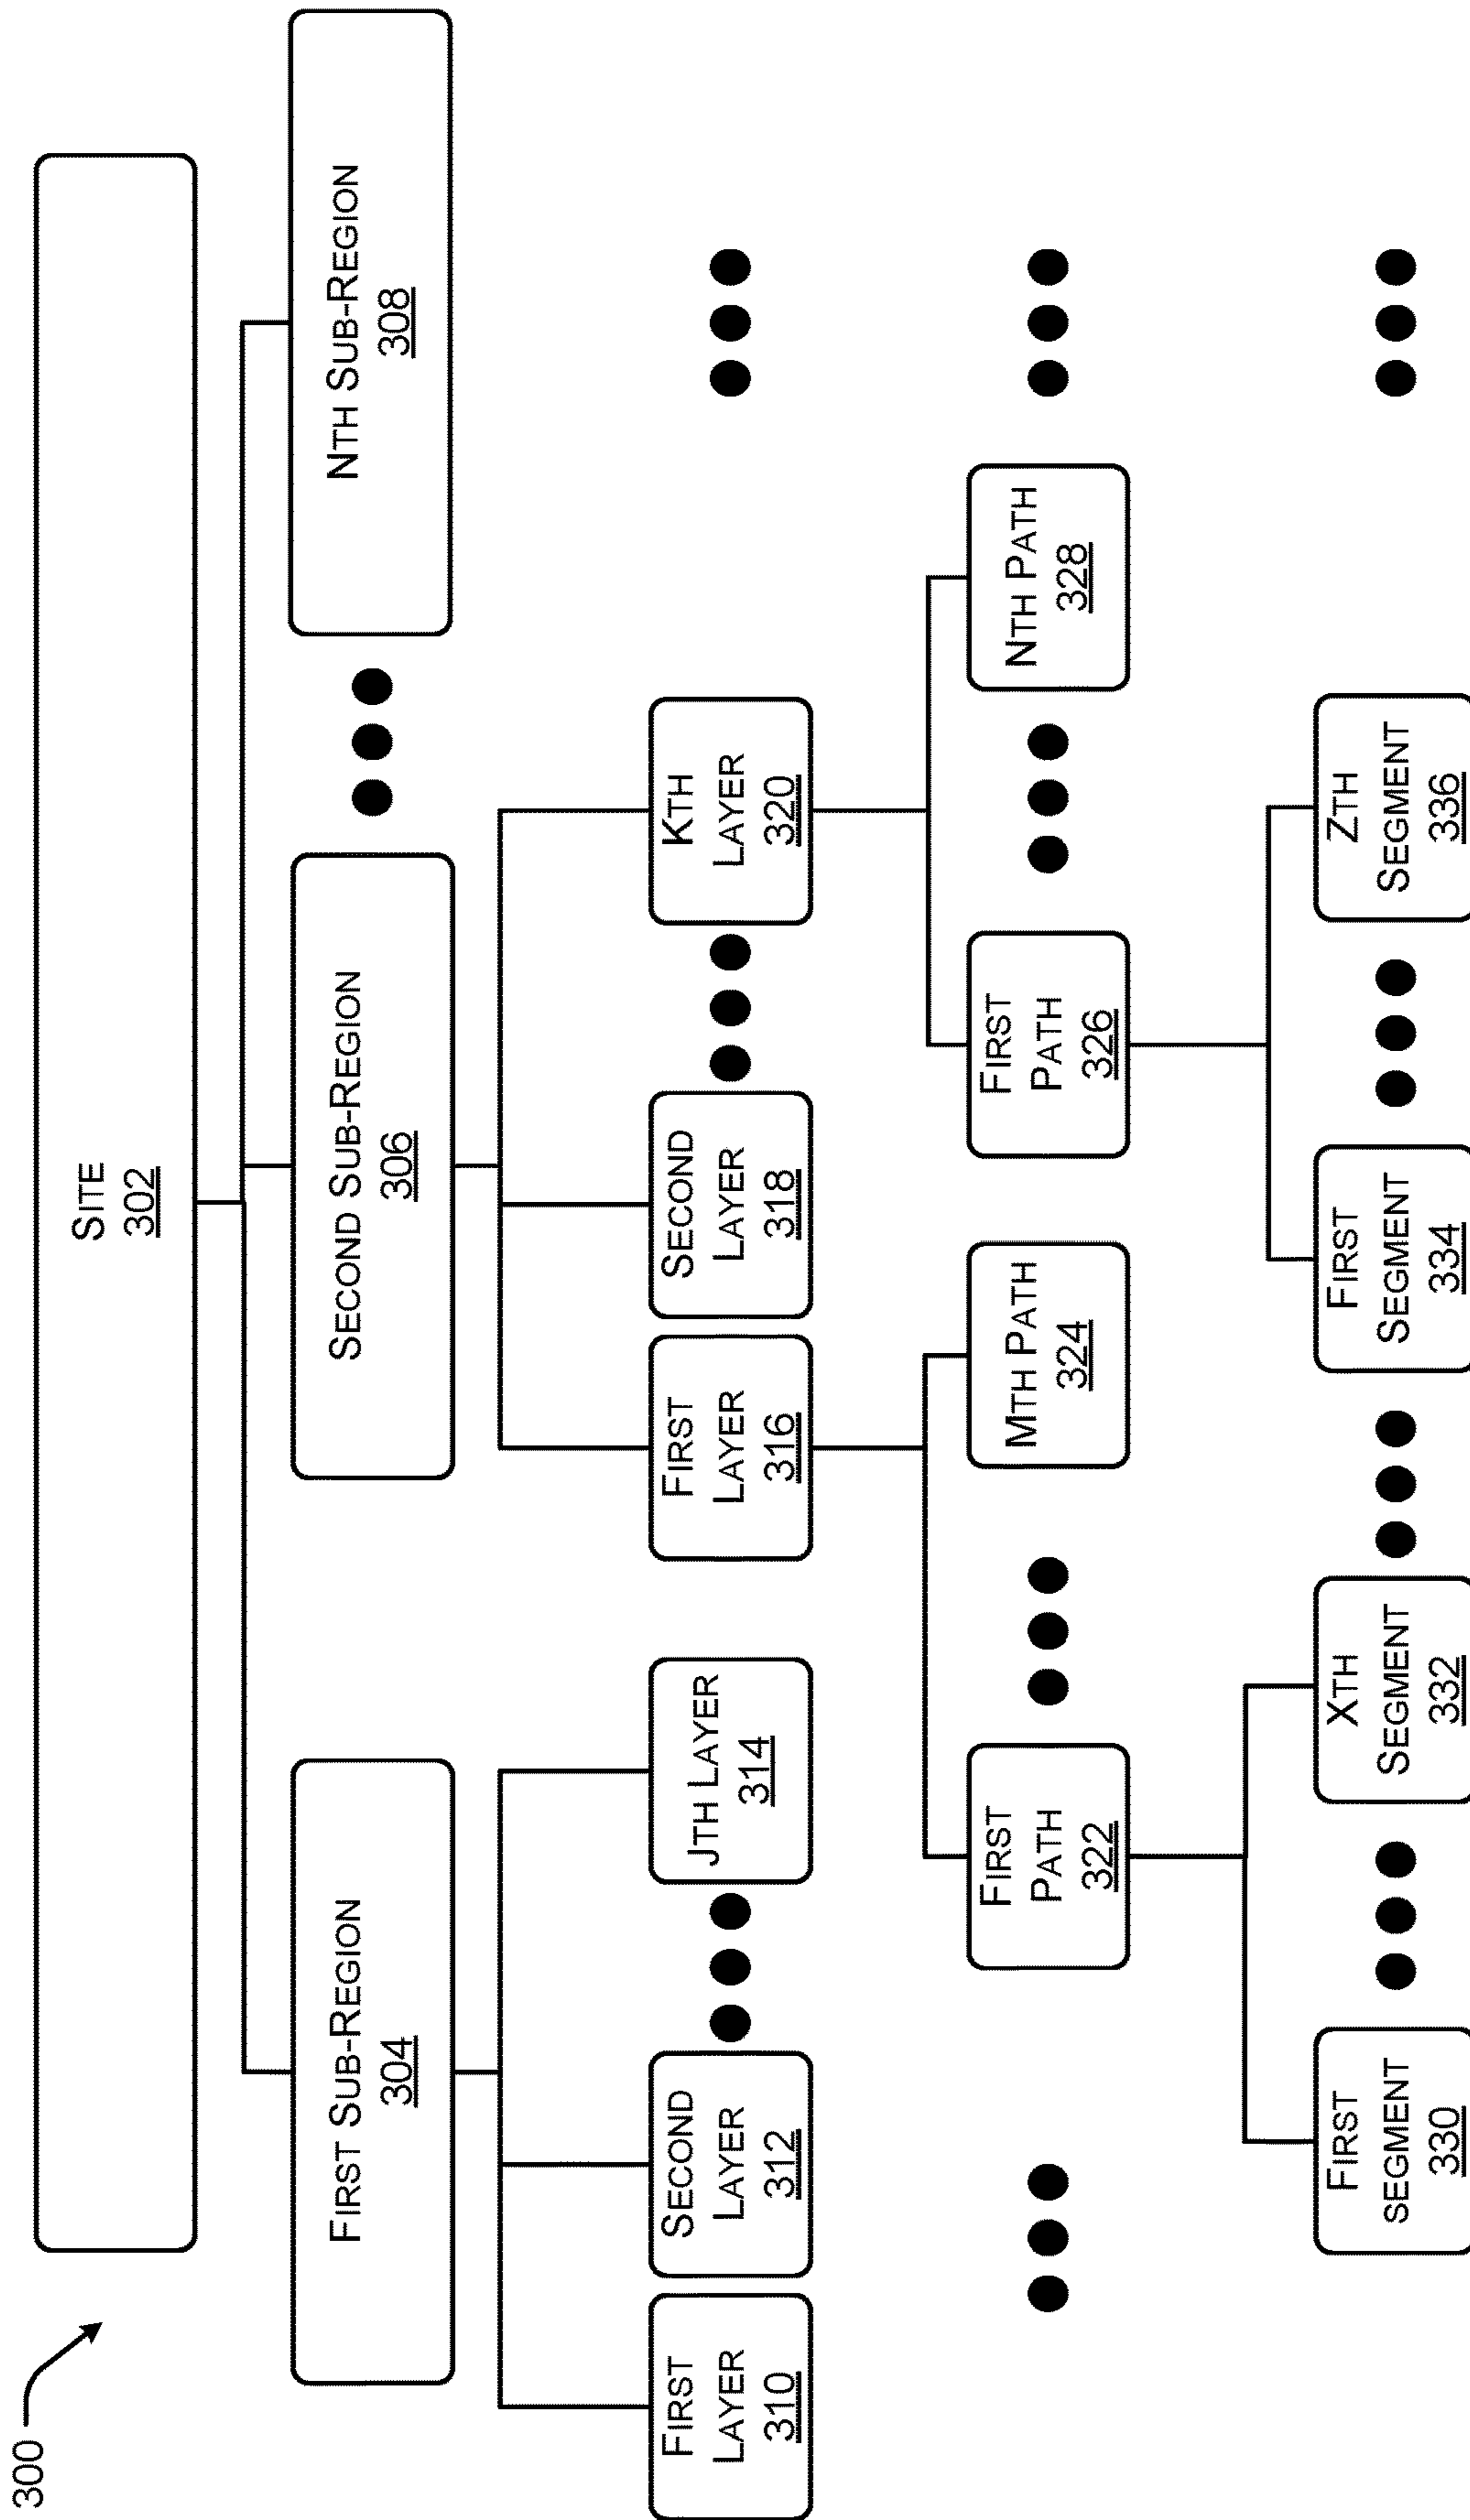 300
SITE
302
FIRST SUB-REGION
304
SECOND SUB-REGION
306
NTH SUB-REGION
308
FIRST
LAYER
310
SECOND
LAYER
312
JTH LAYER
314
FIRST
LAYER
316
SECOND
LAYER
318
KTH
LAYER
320
FIRST
PATH
322
MTH PATH
324
FIRST
PATH
326
NTH PATH
328
FIRST
SEGMENT
330
XTH
SEGMENT
332
FIRST
SEGMENT
334
ZTH
SEGMENT
336